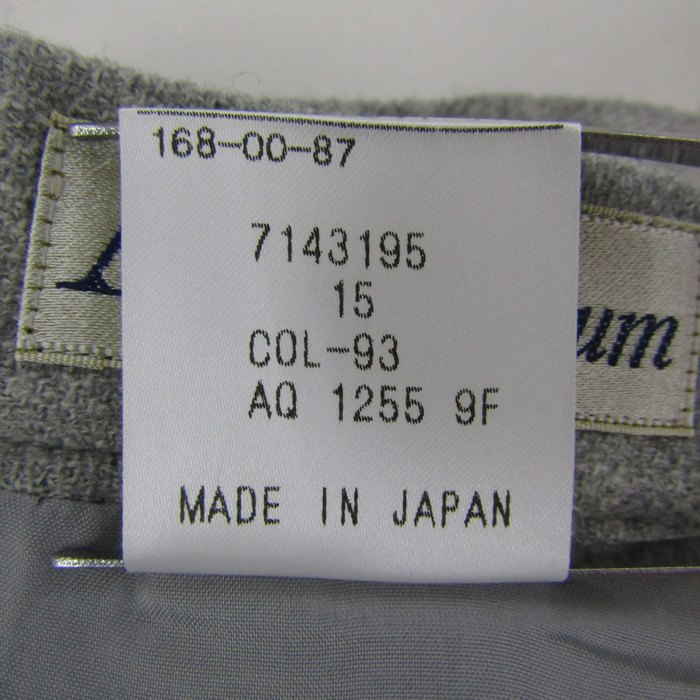 168-00-87
7143195
15
COL-93
AQ 1255 9F
MADE IN JAPAN